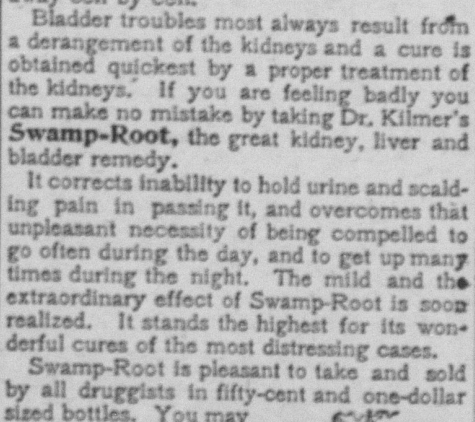 Bladder troubles most always result from
a derangement of the kidneys and a cure is
obtained quickest by a proper treatment of
the kidneys. If you are feeling badly you
can make no mistake by taking Dr. Kilmer's
Swamp-Root, the great kidney, liver and
bladder remedy.
It corrects inability to hold urine and scald-
ing pain in passing it, and overcomes that
unpleasant necessity of being compelled to
go often during the day, and to get up many
times during the night. The mild and the
extraordinary effect of Swamp-Root is soon
realized. It stands the highest for its won-
derful cures of the most distressing cases.
Swamp-Root is pleasant to take and sold
by all druggists in fifty-cent and one-dollar
sized bottles. You may